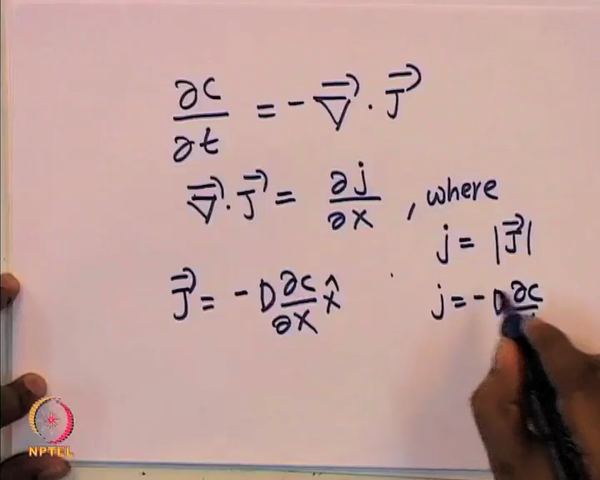 ∂c/∂t = - ∇⃗ · J⃗
∇⃗ · J⃗ = ∂j/∂x , where
j = |J⃗|
J⃗ = - D ∂c/∂x x̂
j = - D ∂c
NPTEL